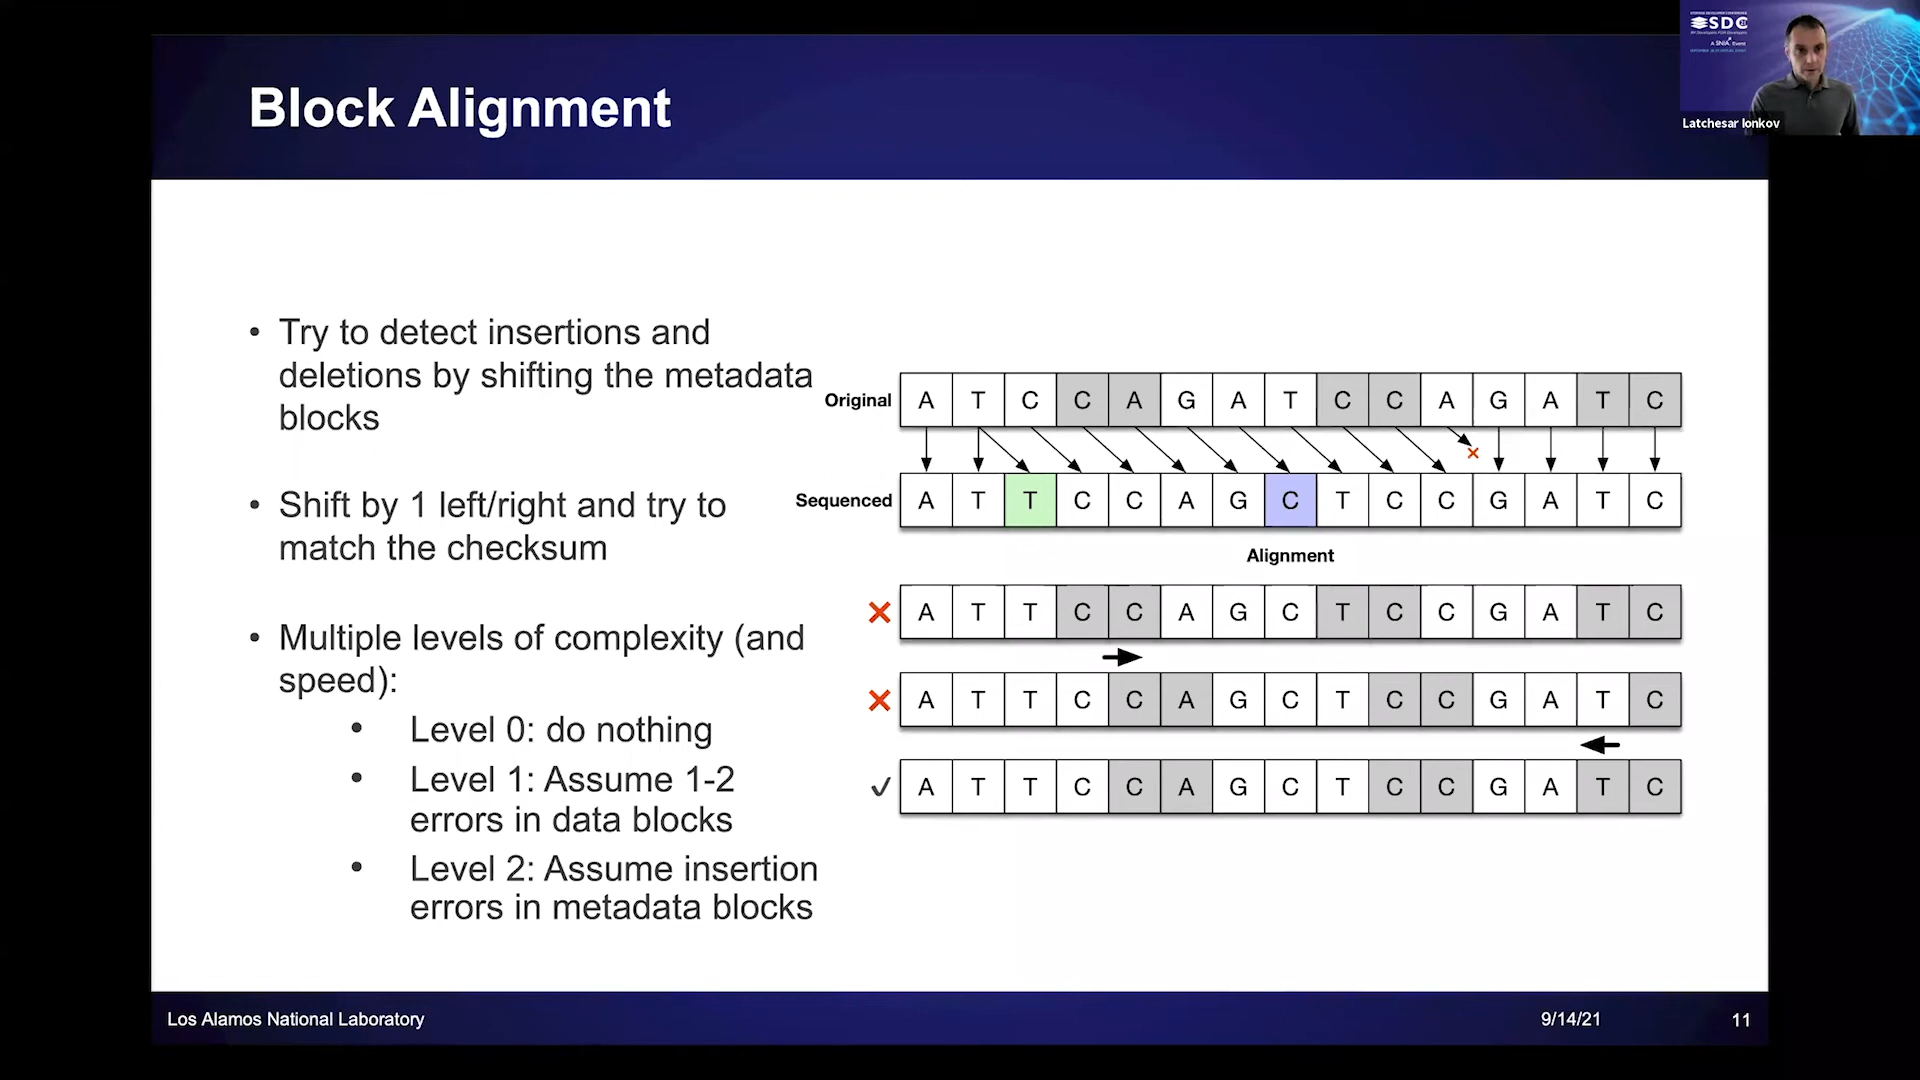 SDC
A SNIA Event
Latchesar Ionkov
Block Alignment
• Try to detect insertions and
deletions by shifting the metadata
blocks
• Shift by 1 left/right and try to
match the checksum
• Multiple levels of complexity (and
speed):
• Level 0: do nothing
• Level 1: Assume 1-2
errors in data blocks
• Level 2: Assume insertion
errors in metadata blocks
Original A T C C A G A T C C A G A T C
Sequenced A T T C C A G C T C C G A T C
Alignment
A T T C C A G C T C C G A T C
A T T C C A G C T C C G A T C
A T T C C A G C T C C G A T C
Los Alamos National Laboratory
9/14/21
11